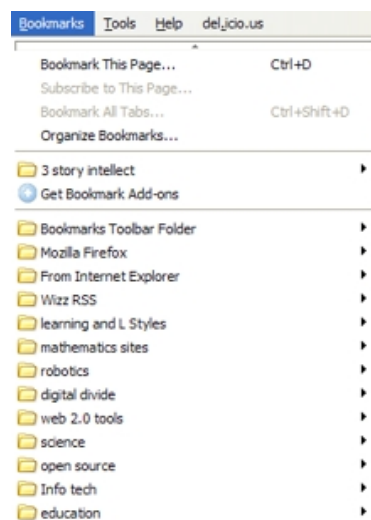 Bookmarks Tools Help del.icio.us
Bookmark This Page... Ctrl+D
Subscribe to This Page...
Bookmark All Tabs... Ctrl+Shift+D
Organize Bookmarks...
3 story intellect
Get Bookmark Add-ons
Bookmarks Toolbar Folder
Mozilla Firefox
From Internet Explorer
Wizz RSS
learning and L Styles
mathematics sites
robotics
digital divide
web 2.0 tools
science
open source
Info tech
education